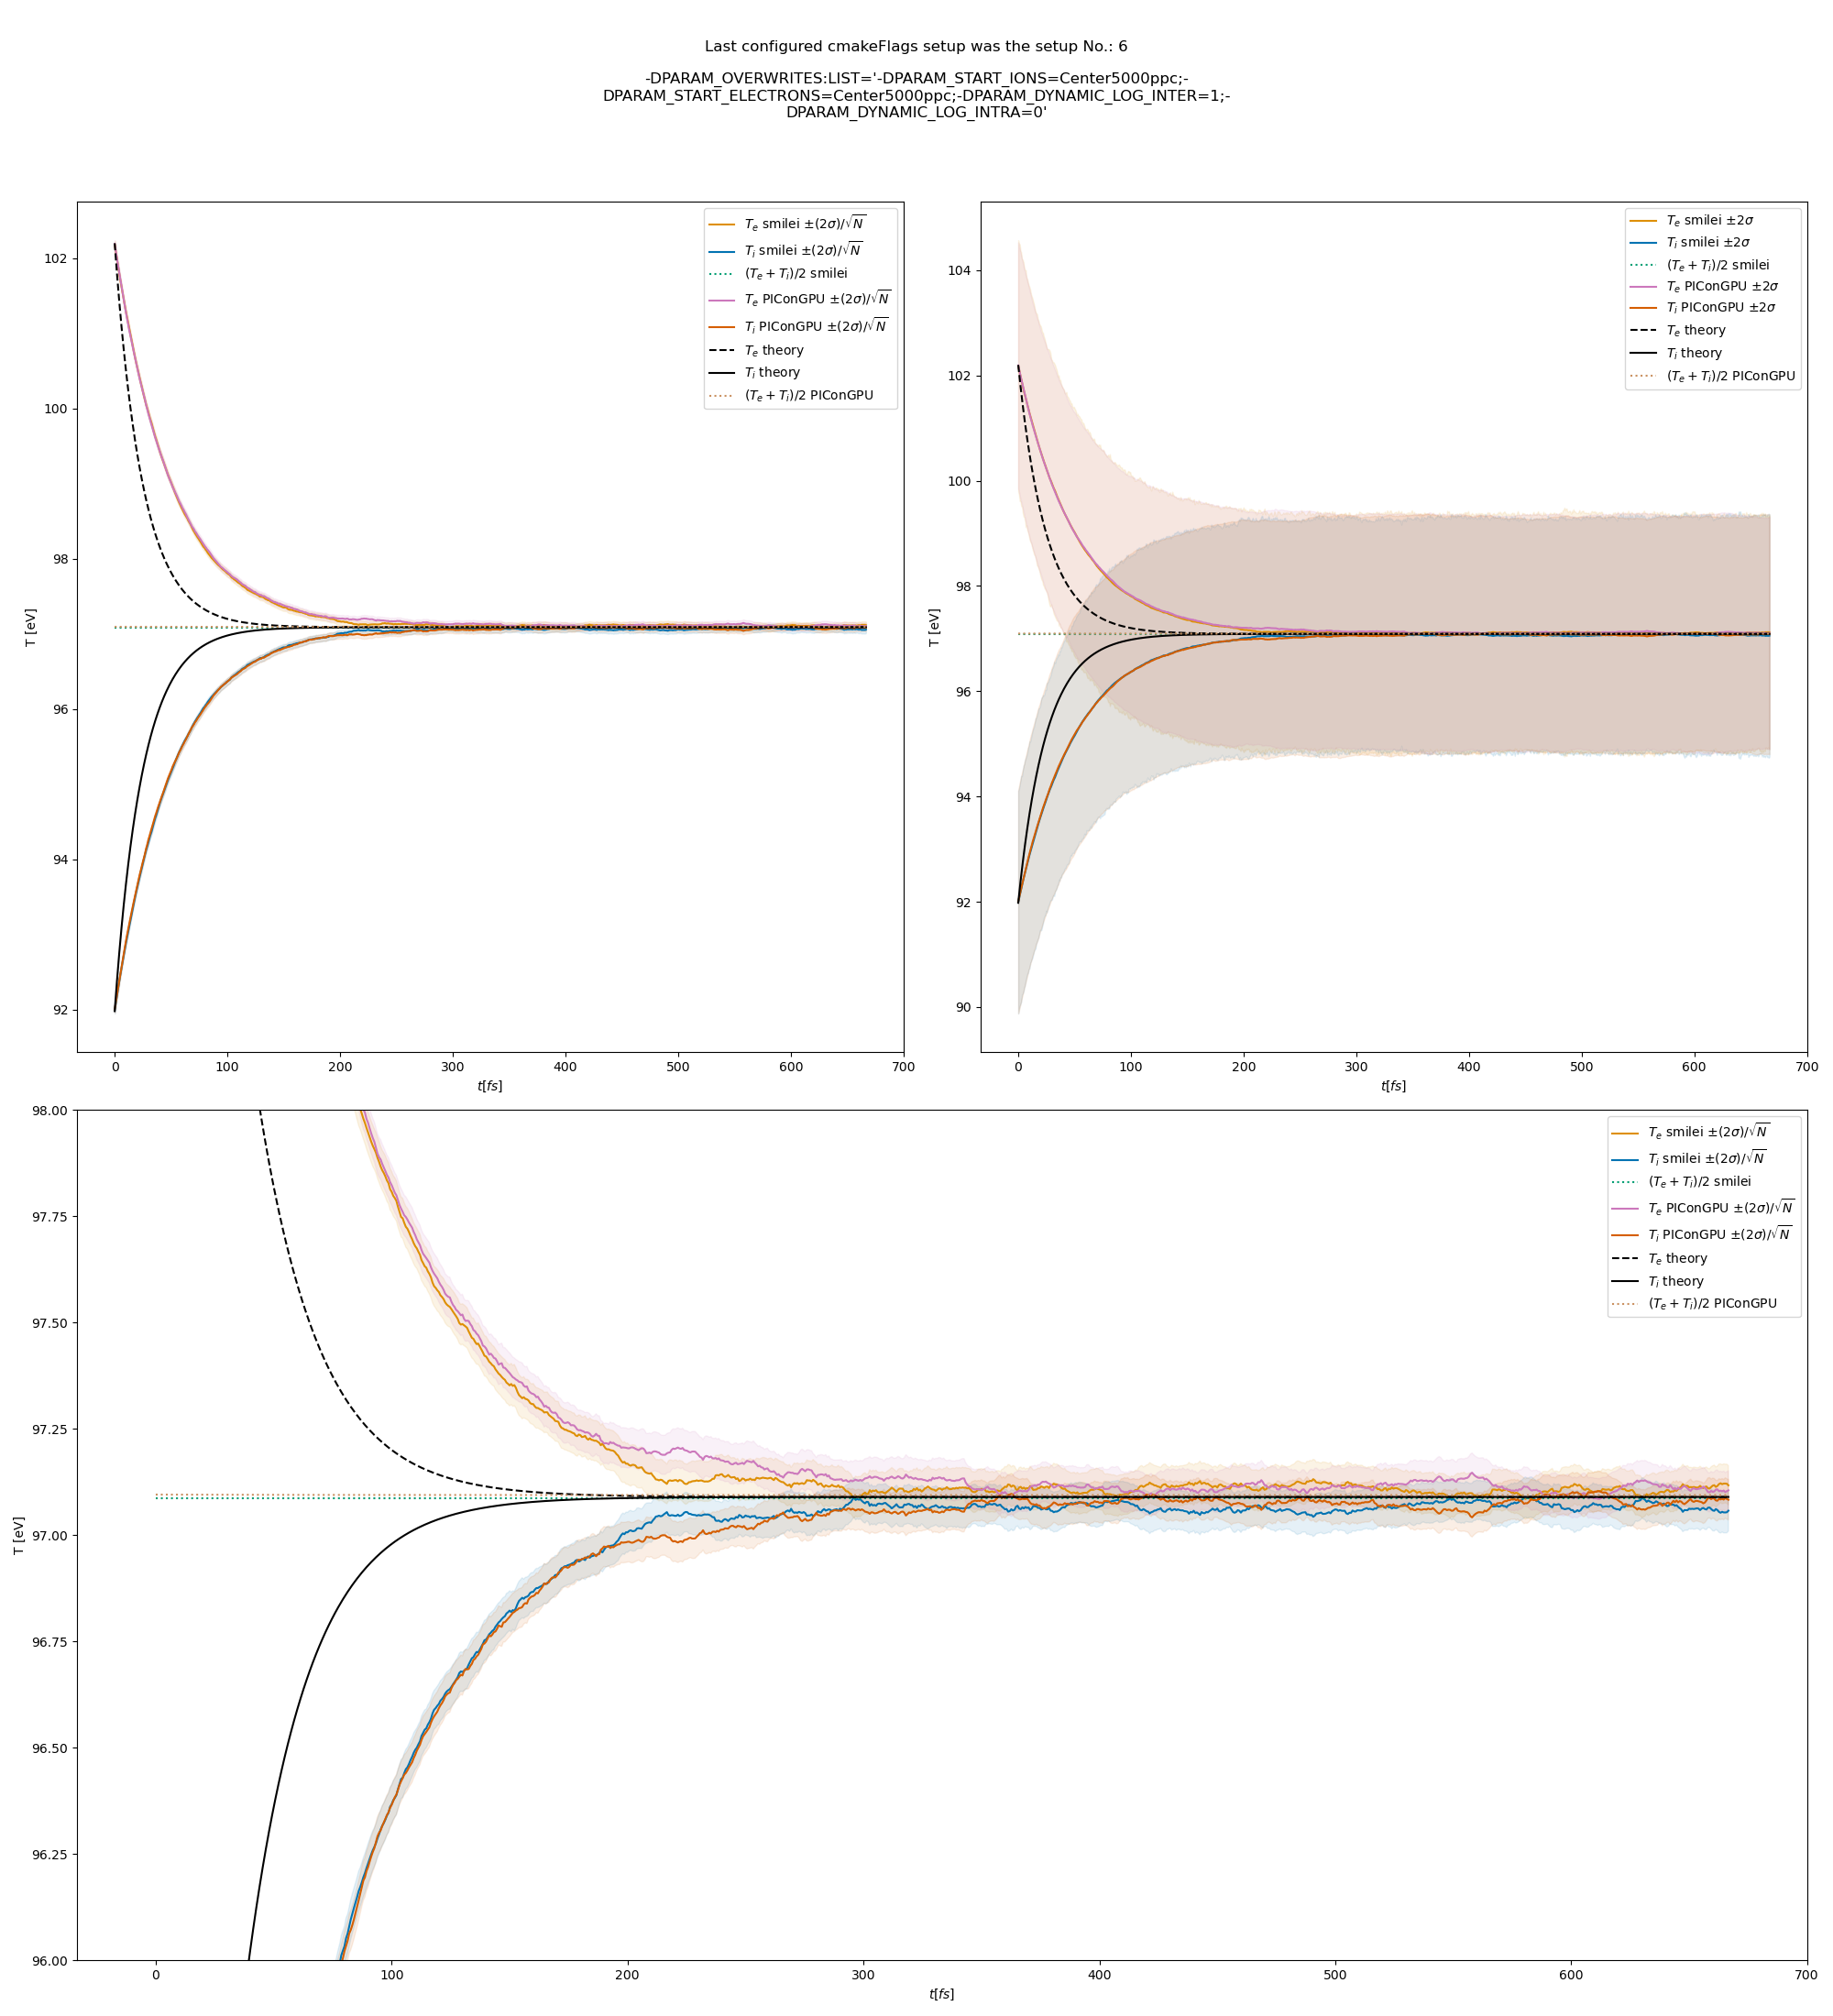 Last configured cmakeFlags setup was the setup No.: 6
-DPARAM_OVERWRITES:LIST='-DPARAM_START_IONS=Center5000ppc;-
DPARAM_START_ELECTRONS=Center5000ppc;-DPARAM_DYNAMIC_LOG_INTER=1;-
DPARAM_DYNAMIC_LOG_INTRA=0'
T [eV]
102
100
98
96
94
92
0 100 200 300 400 500 600 700
t[fs]
T_e smilei ±(2σ)/√N
T_i smilei ±(2σ)/√N
(T_e + T_i)/2 smilei
T_e PIConGPU ±(2σ)/√N
T_i PIConGPU ±(2σ)/√N
T_e theory
T_i theory
(T_e + T_i)/2 PIConGPU
T [eV]
104
102
100
98
96
94
92
90
0 100 200 300 400 500 600 700
t[fs]
T_e smilei ±2σ
T_i smilei ±2σ
(T_e + T_i)/2 smilei
T_e PIConGPU ±2σ
T_i PIConGPU ±2σ
T_e theory
T_i theory
(T_e + T_i)/2 PIConGPU
T [eV]
98.00
97.75
97.50
97.25
97.00
96.75
96.50
96.25
96.00
0 100 200 300 400 500 600 700
t[fs]
T_e smilei ±(2σ)/√N
T_i smilei ±(2σ)/√N
(T_e + T_i)/2 smilei
T_e PIConGPU ±(2σ)/√N
T_i PIConGPU ±(2σ)/√N
T_e theory
T_i theory
(T_e + T_i)/2 PIConGPU